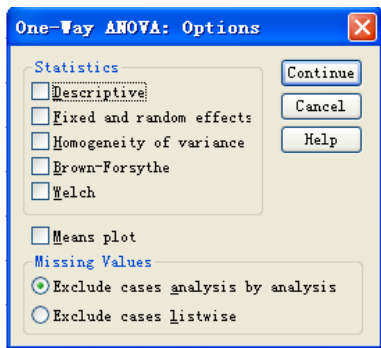 One-Way ANOVA: Options
Statistics
Descriptive
Fixed and random effects
Homogeneity of variance
Brown-Forsythe
Welch
Means plot
Missing Values
Exclude cases analysis by analysis
Exclude cases listwise
Continue
Cancel
Help